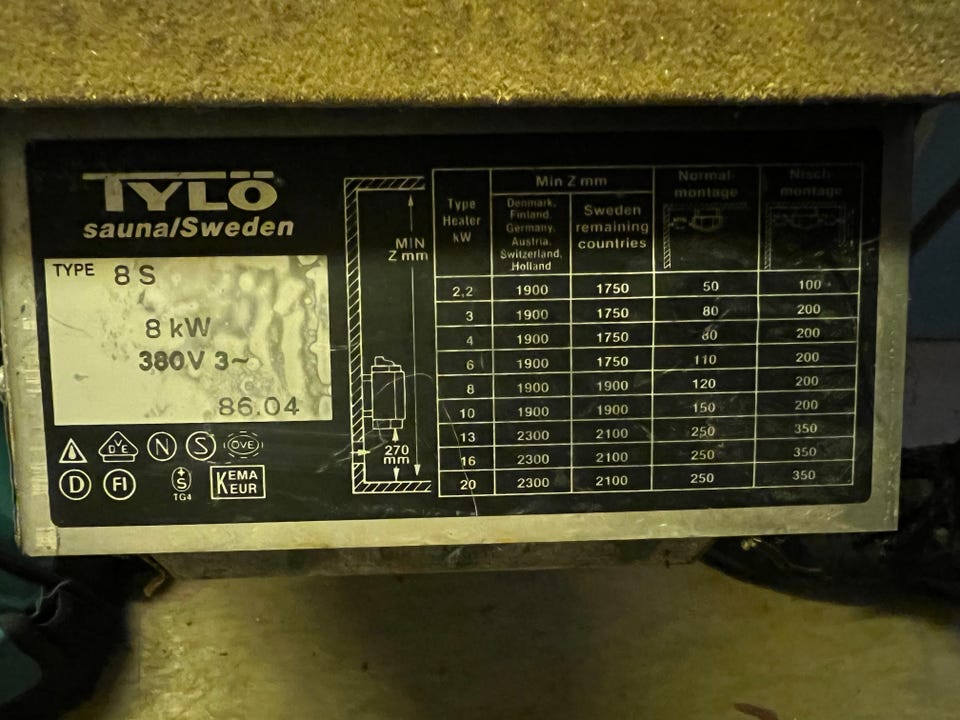 TYLÖ
sauna/Sweden
TYPE 8 S
8 kW
380V 3~
86.04
D VE N S OVE
D FI S TG4 KEMA KEUR
MIN
Z mm
270
mm
Type
Heater
kW
Min Z mm
Denmark,
Finland,
Germany,
Austria,
Switzerland,
Holland
Sweden
remaining
countries
Normal-
montage
Nisch-
montage
2,2 1900 1750 50 100
3 1900 1750 80 200
4 1900 1750 80 200
6 1900 1750 110 200
8 1900 1900 120 200
10 1900 1900 150 200
13 2300 2100 250 350
16 2300 2100 250 350
20 2300 2100 250 350